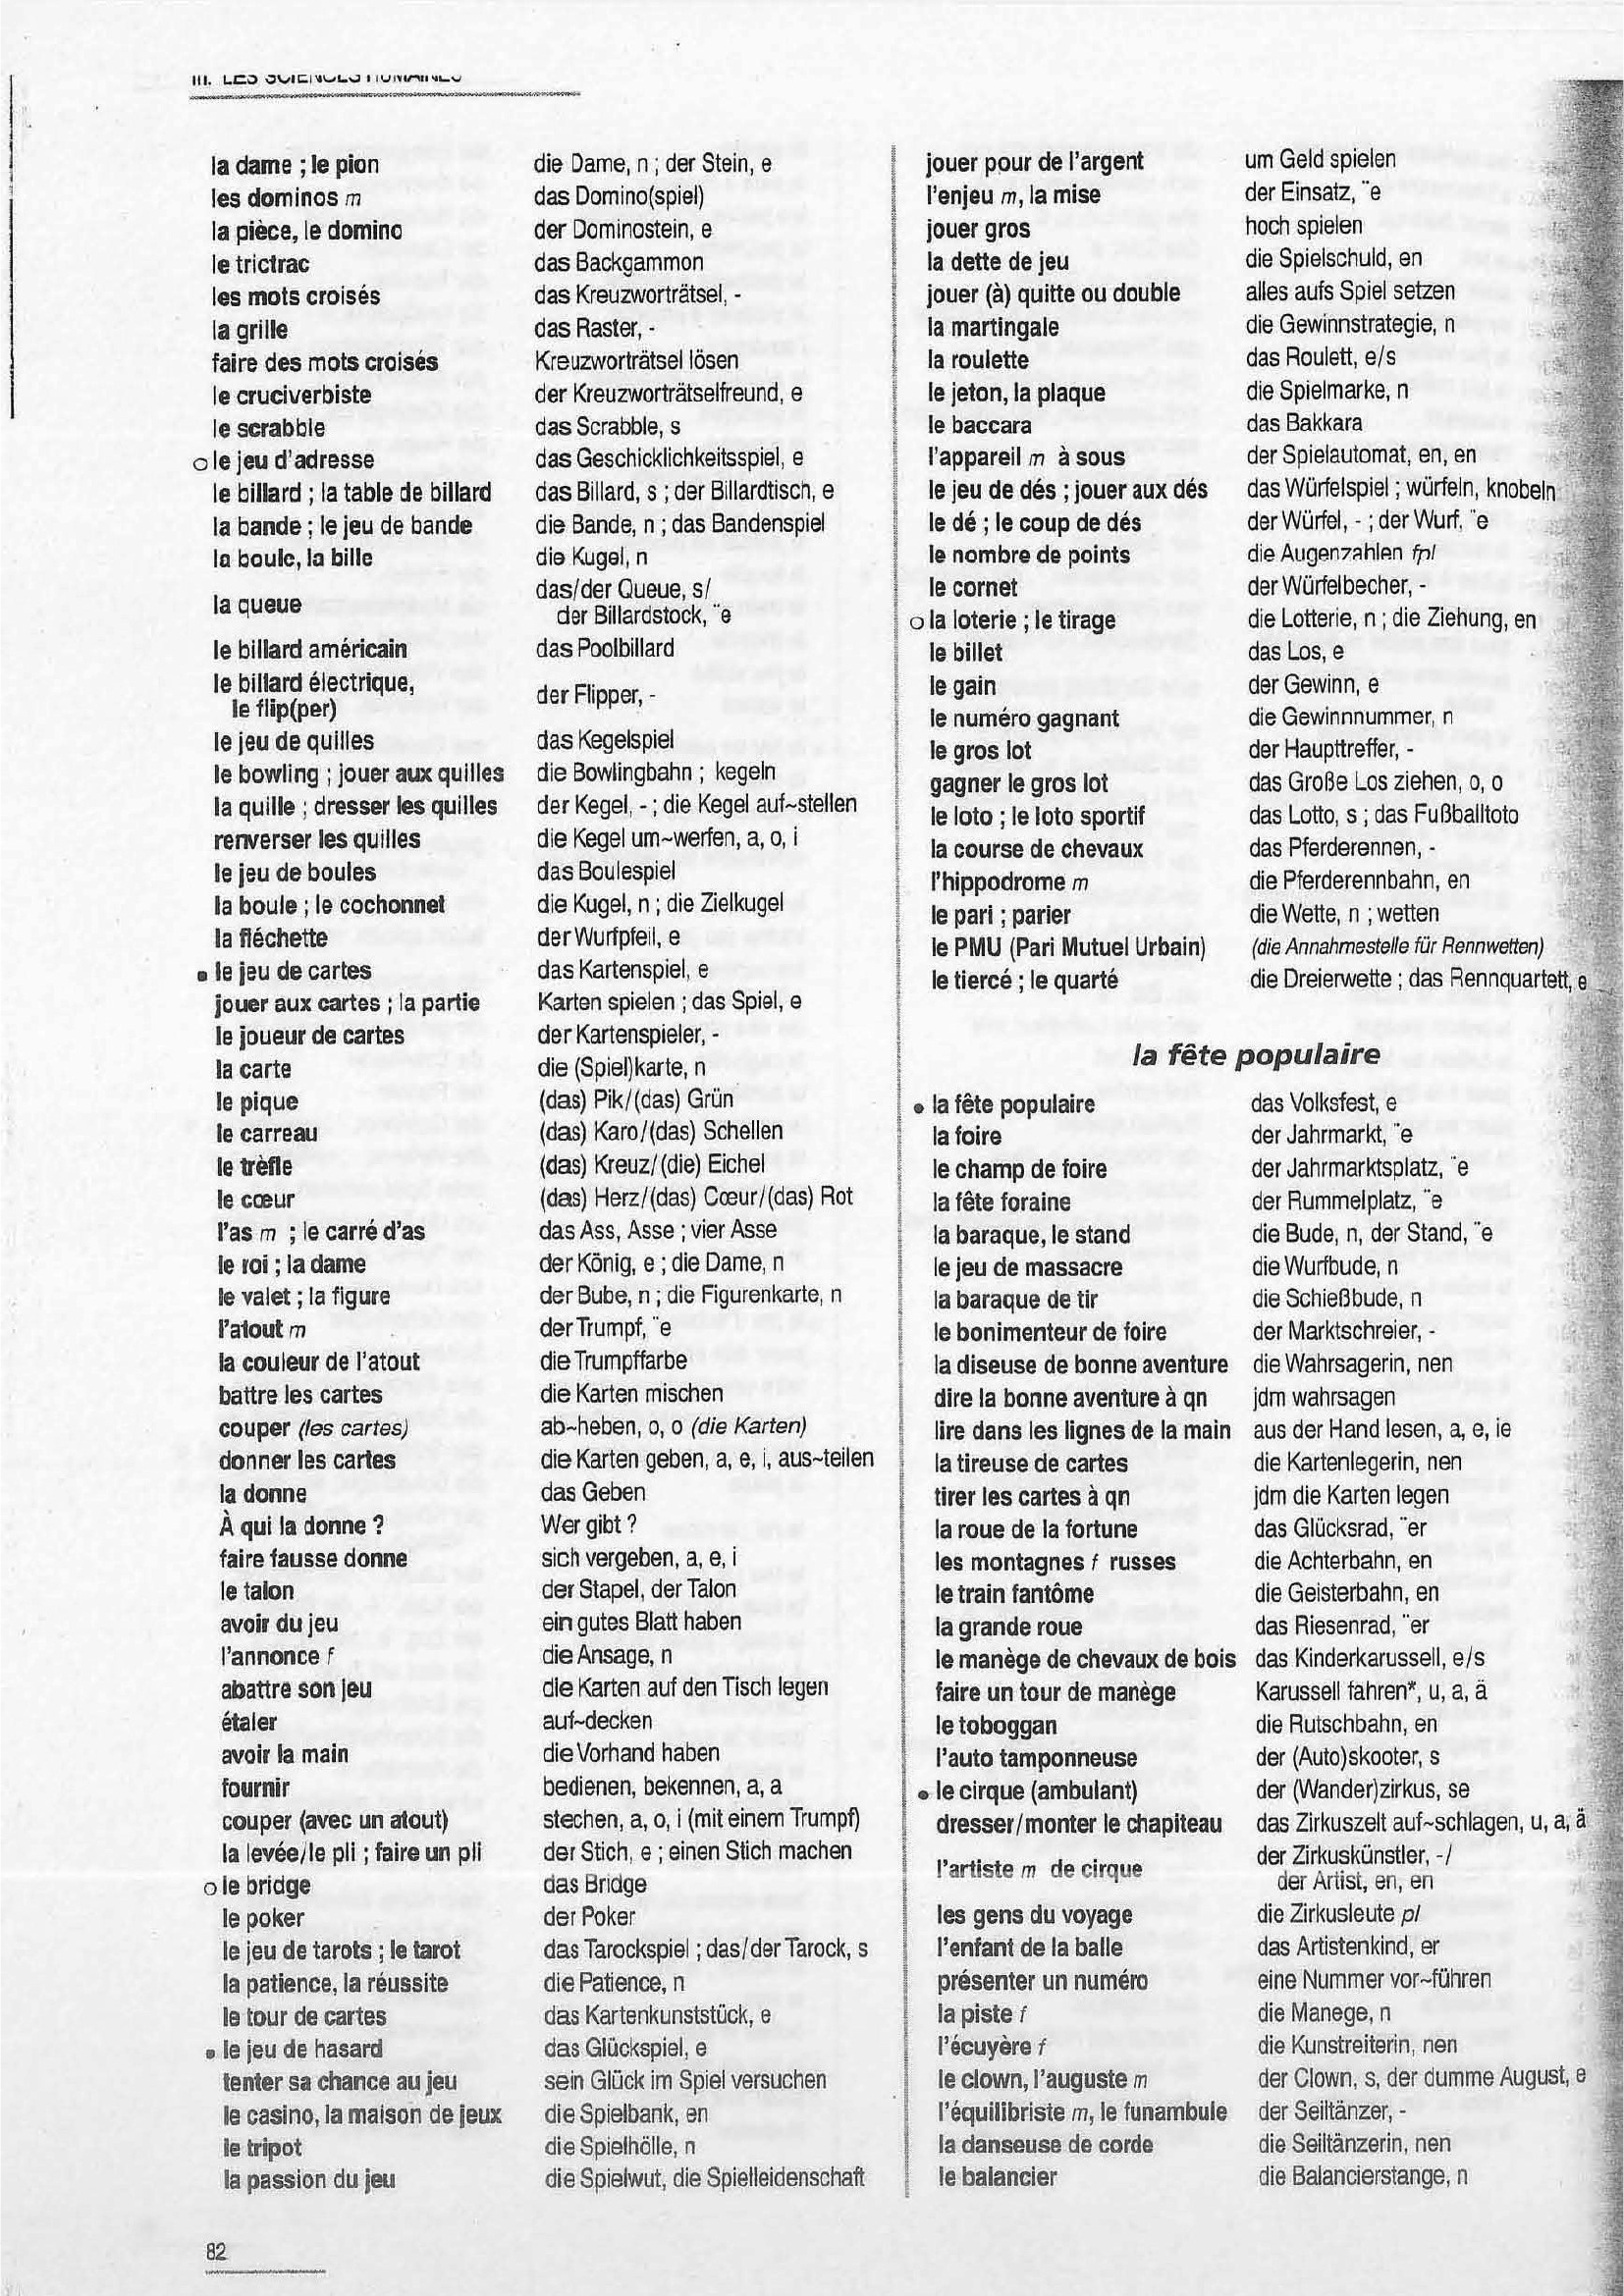 III. LES SCIENCES HUMAINES
la dame ; le pion die Dame, n ; der Stein, e
les dominos m das Domino(spiel)
la pièce, le domino der Dominostein, e
le trictrac das Backgammon
les mots croisés das Kreuzworträtsel, -
la grille das Raster, -
faire des mots croisés Kreuzworträtsel lösen
le cruciverbiste der Kreuzworträtselfreund, e
le scrabble das Scrabble, s
o le jeu d'adresse das Geschicklichkeitsspiel, e
le billard ; la table de billard das Billard, s ; der Billardtisch, e
la bande ; le jeu de bande die Bande, n ; das Bandenspiel
la boule, la bille die Kugel, n
la queue das/der Queue, s/
der Billardstock, ¨e
le billard américain das Poolbillard
le billard électrique,
le flip(per) der Flipper, -
le jeu de quilles das Kegelspiel
le bowling ; jouer aux quilles die Bowlingbahn ; kegeln
la quille ; dresser les quilles der Kegel, - ; die Kegel auf~stellen
renverser les quilles die Kegel um~werfen, a, o, i
le jeu de boules das Boulespiel
la boule ; le cochonnet die Kugel, n ; die Zielkugel
la fléchette der Wurfpfeil, e
• le jeu de cartes das Kartenspiel, e
jouer aux cartes ; la partie Karten spielen ; das Spiel, e
le joueur de cartes der Kartenspieler, -
la carte die (Spiel)karte, n
le pique (das) Pik/(das) Grün
le carreau (das) Karo/(das) Schellen
le trèfle (das) Kreuz/(die) Eichel
le cœur (das) Herz/(das) Cœur/(das) Rot
l'as m ; le carré d'as das Ass, Asse ; vier Asse
le roi ; la dame der König, e ; die Dame, n
le valet ; la figure der Bube, n ; die Figurenkarte, n
l'atout m der Trumpf, ¨e
la couleur de l'atout die Trumpffarbe
battre les cartes die Karten mischen
couper (les cartes) ab~heben, o, o (die Karten)
donner les cartes die Karten geben, a, e, i, aus~teilen
la donne das Geben
À qui la donne ? Wer gibt ?
faire fausse donne sich vergeben, a, e, i
le talon der Stapel, der Talon
avoir du jeu ein gutes Blatt haben
l'annonce f die Ansage, n
abattre son jeu die Karten auf den Tisch legen
étaler auf~decken
avoir la main die Vorhand haben
fournir bedienen, bekennen, a, a
couper (avec un atout) stechen, a, o, i (mit einem Trumpf)
la levée/le pli ; faire un pli der Stich, e ; einen Stich machen
o le bridge das Bridge
le poker der Poker
le jeu de tarots ; le tarot das Tarockspiel ; das/der Tarock, s
la patience, la réussite die Patience, n
le tour de cartes das Kartenkunststück, e
• le jeu de hasard das Glückspiel, e
tenter sa chance au jeu sein Glück im Spiel versuchen
le casino, la maison de jeux die Spielbank, en
le tripot die Spielhölle, n
la passion du jeu die Spielwut, die Spielleidenschaft
82
jouer pour de l'argent um Geld spielen
l'enjeu m, la mise der Einsatz, ¨e
jouer gros hoch spielen
la dette de jeu die Spielschuld, en
jouer (à) quitte ou double alles aufs Spiel setzen
la martingale die Gewinnstrategie, n
la roulette das Roulett, e/s
le jeton, la plaque die Spielmarke, n
le baccara das Bakkara
l'appareil m à sous der Spielautomat, en, en
le jeu de dés ; jouer aux dés das Würfelspiel ; würfeln, knobeln
le dé ; le coup de dés der Würfel, - ; der Wurf, ¨e
le nombre de points die Augenzahlen fpl
le cornet der Würfelbecher, -
o la loterie ; le tirage die Lotterie, n ; die Ziehung, en
le billet das Los, e
le gain der Gewinn, e
le numéro gagnant die Gewinnnummer, n
le gros lot der Haupttreffer, -
gagner le gros lot das Große Los ziehen, o, o
le loto ; le loto sportif das Lotto, s ; das Fußballtoto
la course de chevaux das Pferderennen, -
l'hippodrome m die Pferderennbahn, en
le pari ; parier die Wette, n ; wetten
le PMU (Pari Mutuel Urbain) (die Annahmestelle für Rennwetten)
le tiercé ; le quarté die Dreierwette ; das Rennquartett, e
la fête populaire
• la fête populaire das Volksfest, e
la foire der Jahrmarkt, ¨e
le champ de foire der Jahrmarktsplatz, ¨e
la fête foraine der Rummelplatz, ¨e
la baraque, le stand die Bude, n, der Stand, ¨e
le jeu de massacre die Wurfbude, n
la baraque de tir die Schießbude, n
le bonimenteur de foire der Marktschreier, -
la diseuse de bonne aventure die Wahrsagerin, nen
dire la bonne aventure à qn jdm wahrsagen
lire dans les lignes de la main aus der Hand lesen, a, e, ie
la tireuse de cartes die Kartenlegerin, nen
tirer les cartes à qn jdm die Karten legen
la roue de la fortune das Glücksrad, ¨er
les montagnes f russes die Achterbahn, en
le train fantôme die Geisterbahn, en
la grande roue das Riesenrad, ¨er
le manège de chevaux de bois das Kinderkarussell, e/s
faire un tour de manège Karussell fahren*, u, a, ä
le toboggan die Rutschbahn, en
l'auto tamponneuse der (Auto)skooter, s
• le cirque (ambulant) der (Wander)zirkus, se
dresser/monter le chapiteau das Zirkuszelt auf~schlagen, u, a, ä
l'artiste m de cirque der Zirkuskünstler, -/
der Artist, en, en
les gens du voyage die Zirkusleute pl
l'enfant de la balle das Artistenkind, er
présenter un numéro eine Nummer vor~führen
la piste f die Manege, n
l'écuyère f die Kunstreiterin, nen
le clown, l'auguste m der Clown, s, der dumme August, e
l'équilibriste m, le funambule der Seiltänzer, -
la danseuse de corde die Seiltänzerin, nen
le balancier die Balancierstange, n